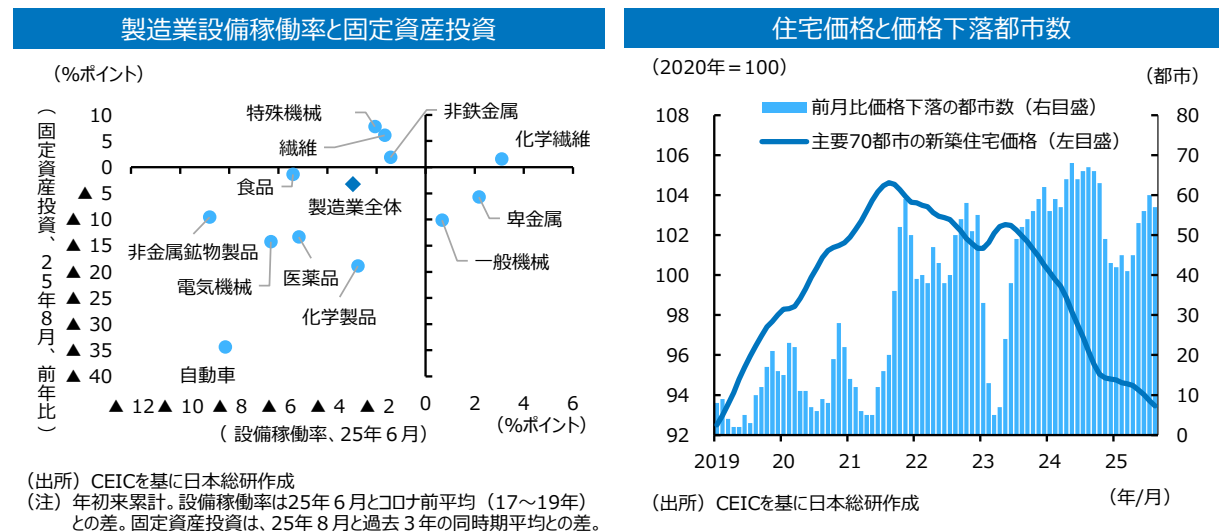 製造業設備稼働率と固定資産投資
(%ポイント)
(固定資産投資、25年8月、前年比)
10
5
0
▲ 5
▲ 10
▲ 15
▲ 20
▲ 25
▲ 30
▲ 35
▲ 40
特殊機械
非鉄金属
繊維
化学繊維
食品
製造業全体
卑金属
非金属鉱物製品
一般機械
電気機械
医薬品
化学製品
自動車
▲ 12 ▲ 10 ▲ 8 ▲ 6 ▲ 4 ▲ 2 0 2 4 6
(設備稼働率、25年6月)
(%ポイント)
(出所)CEICを基に日本総研作成
(注)年初来累計。設備稼働率は25年6月とコロナ前平均(17~19年)
との差。固定資産投資は、25年8月と過去3年の同時期平均との差。
住宅価格と価格下落都市数
(2020年=100)
(都市)
前月比価格下落の都市数(右目盛)
主要70都市の新築住宅価格(左目盛)
108
106
104
102
100
98
96
94
92
80
70
60
50
40
30
20
10
0
2019 20 21 22 23 24 25
(年/月)
(出所)CEICを基に日本総研作成